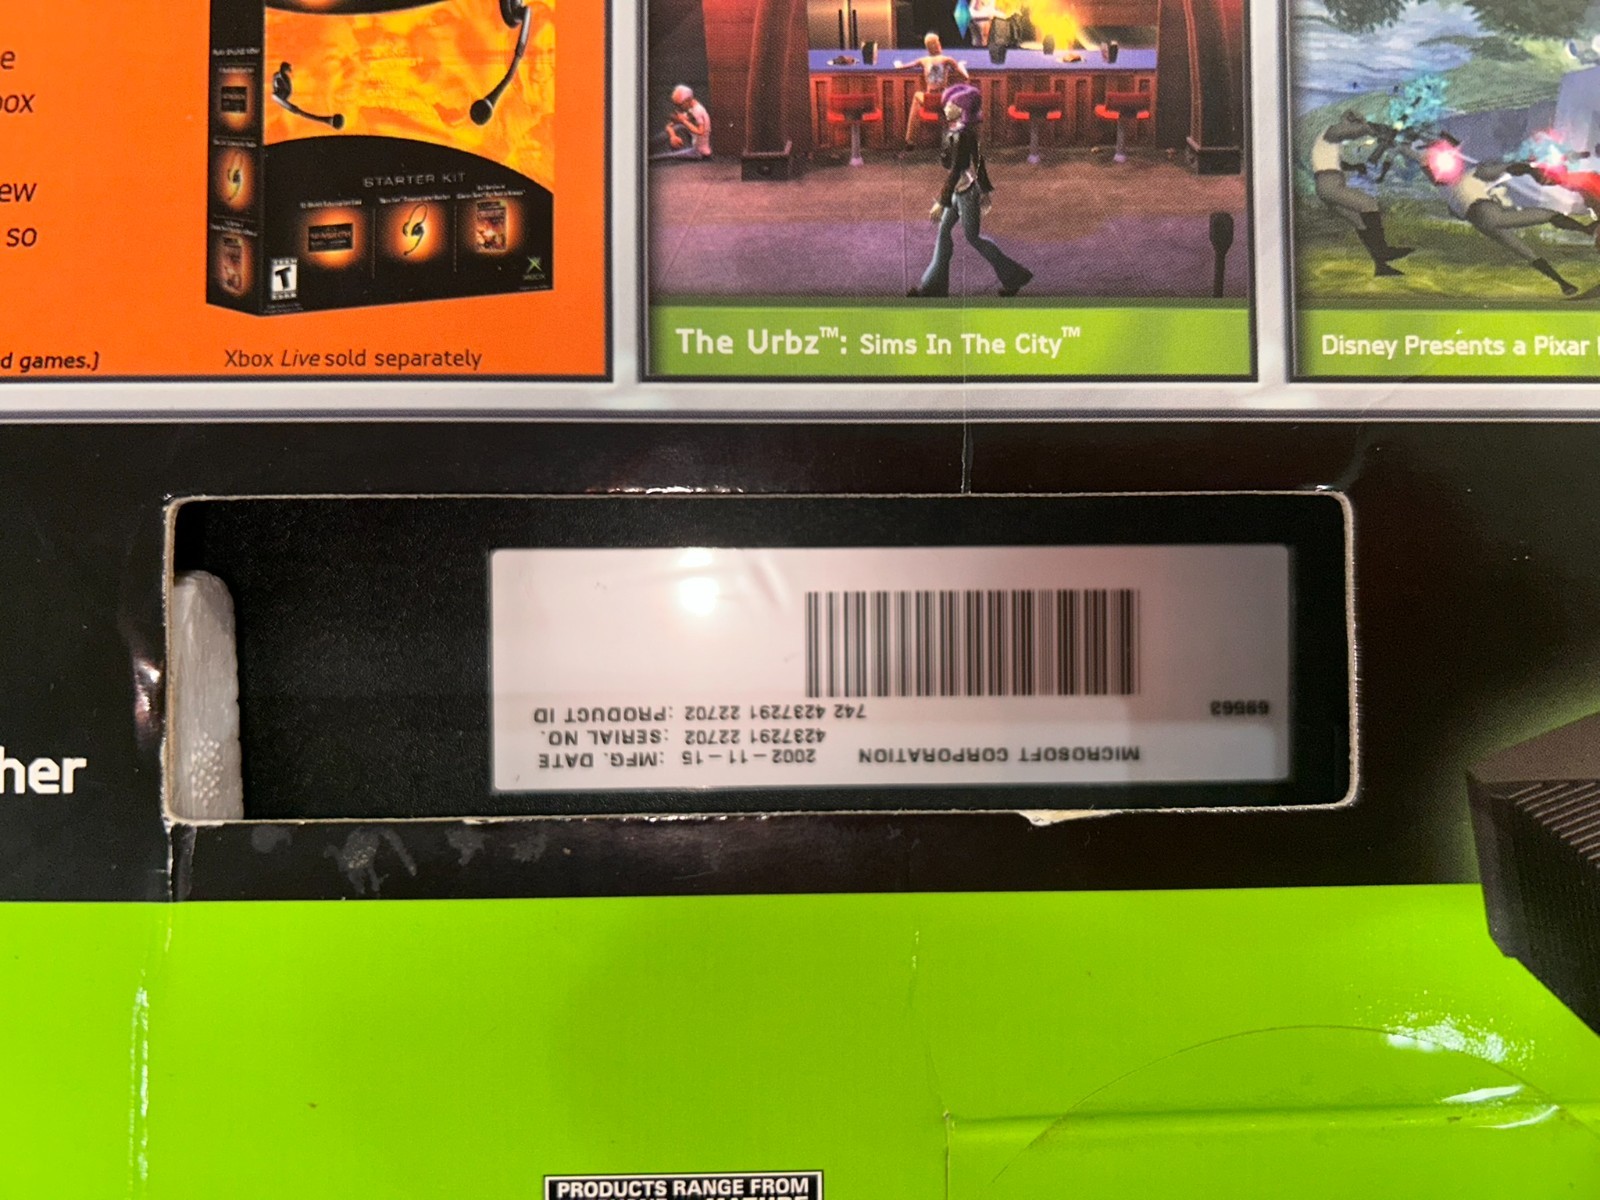 e
box
ew
so
d games.)
STARTER KIT
T
XBOX
Xbox Live sold separately
The Urbz™: Sims In The City™
Disney Presents a Pixar
her
MICROSOFT CORPORATION 2002-11-15 :MFG. DATE
4237291 22702 :SERIAL NO.
69563 742 4237291 22702 :PRODUCT ID
PRODUCTS RANGE FROM